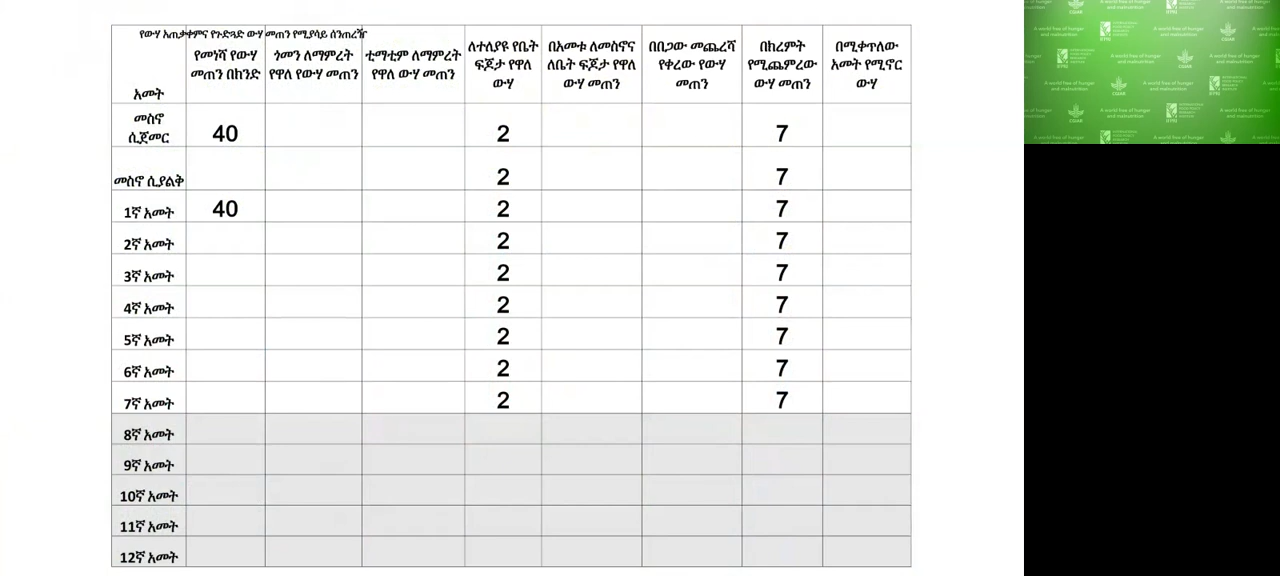 የውሃ አጠቃቀምና የጉድጓድ ውሃ መጠን የሚያሳይ ሰንጠረዥ
አመት
የመነሻ የውሃ
መጠን በክንድ
ጎመን ለማምረት
የዋለ የውሃ መጠን
ቲማቲም ለማምረት
የዋለ ውሃ መጠን
ለተለያዩ የቤት
ፍጆታ የዋለ
ውሃ
በአመቱ ለመስኖና
ለቤት ፍጆታ የዋለ
ውሃ መጠን
በበጋው መጨረሻ
የቀረው የውሃ
መጠን
በክረምት
የሚጨምረው
ውሃ መጠን
በሚቀጥለው
አመት የሚኖር
ውሃ
መስኖ
ሲጀመር 40 2 7
መስኖ ሲያልቅ 2 7
1ኛ አመት 40 2 7
2ኛ አመት 2 7
3ኛ አመት 2 7
4ኛ አመት 2 7
5ኛ አመት 2 7
6ኛ አመት 2 7
7ኛ አመት 2 7
8ኛ አመት
9ኛ አመት
10ኛ አመት
11ኛ አመት
12ኛ አመት